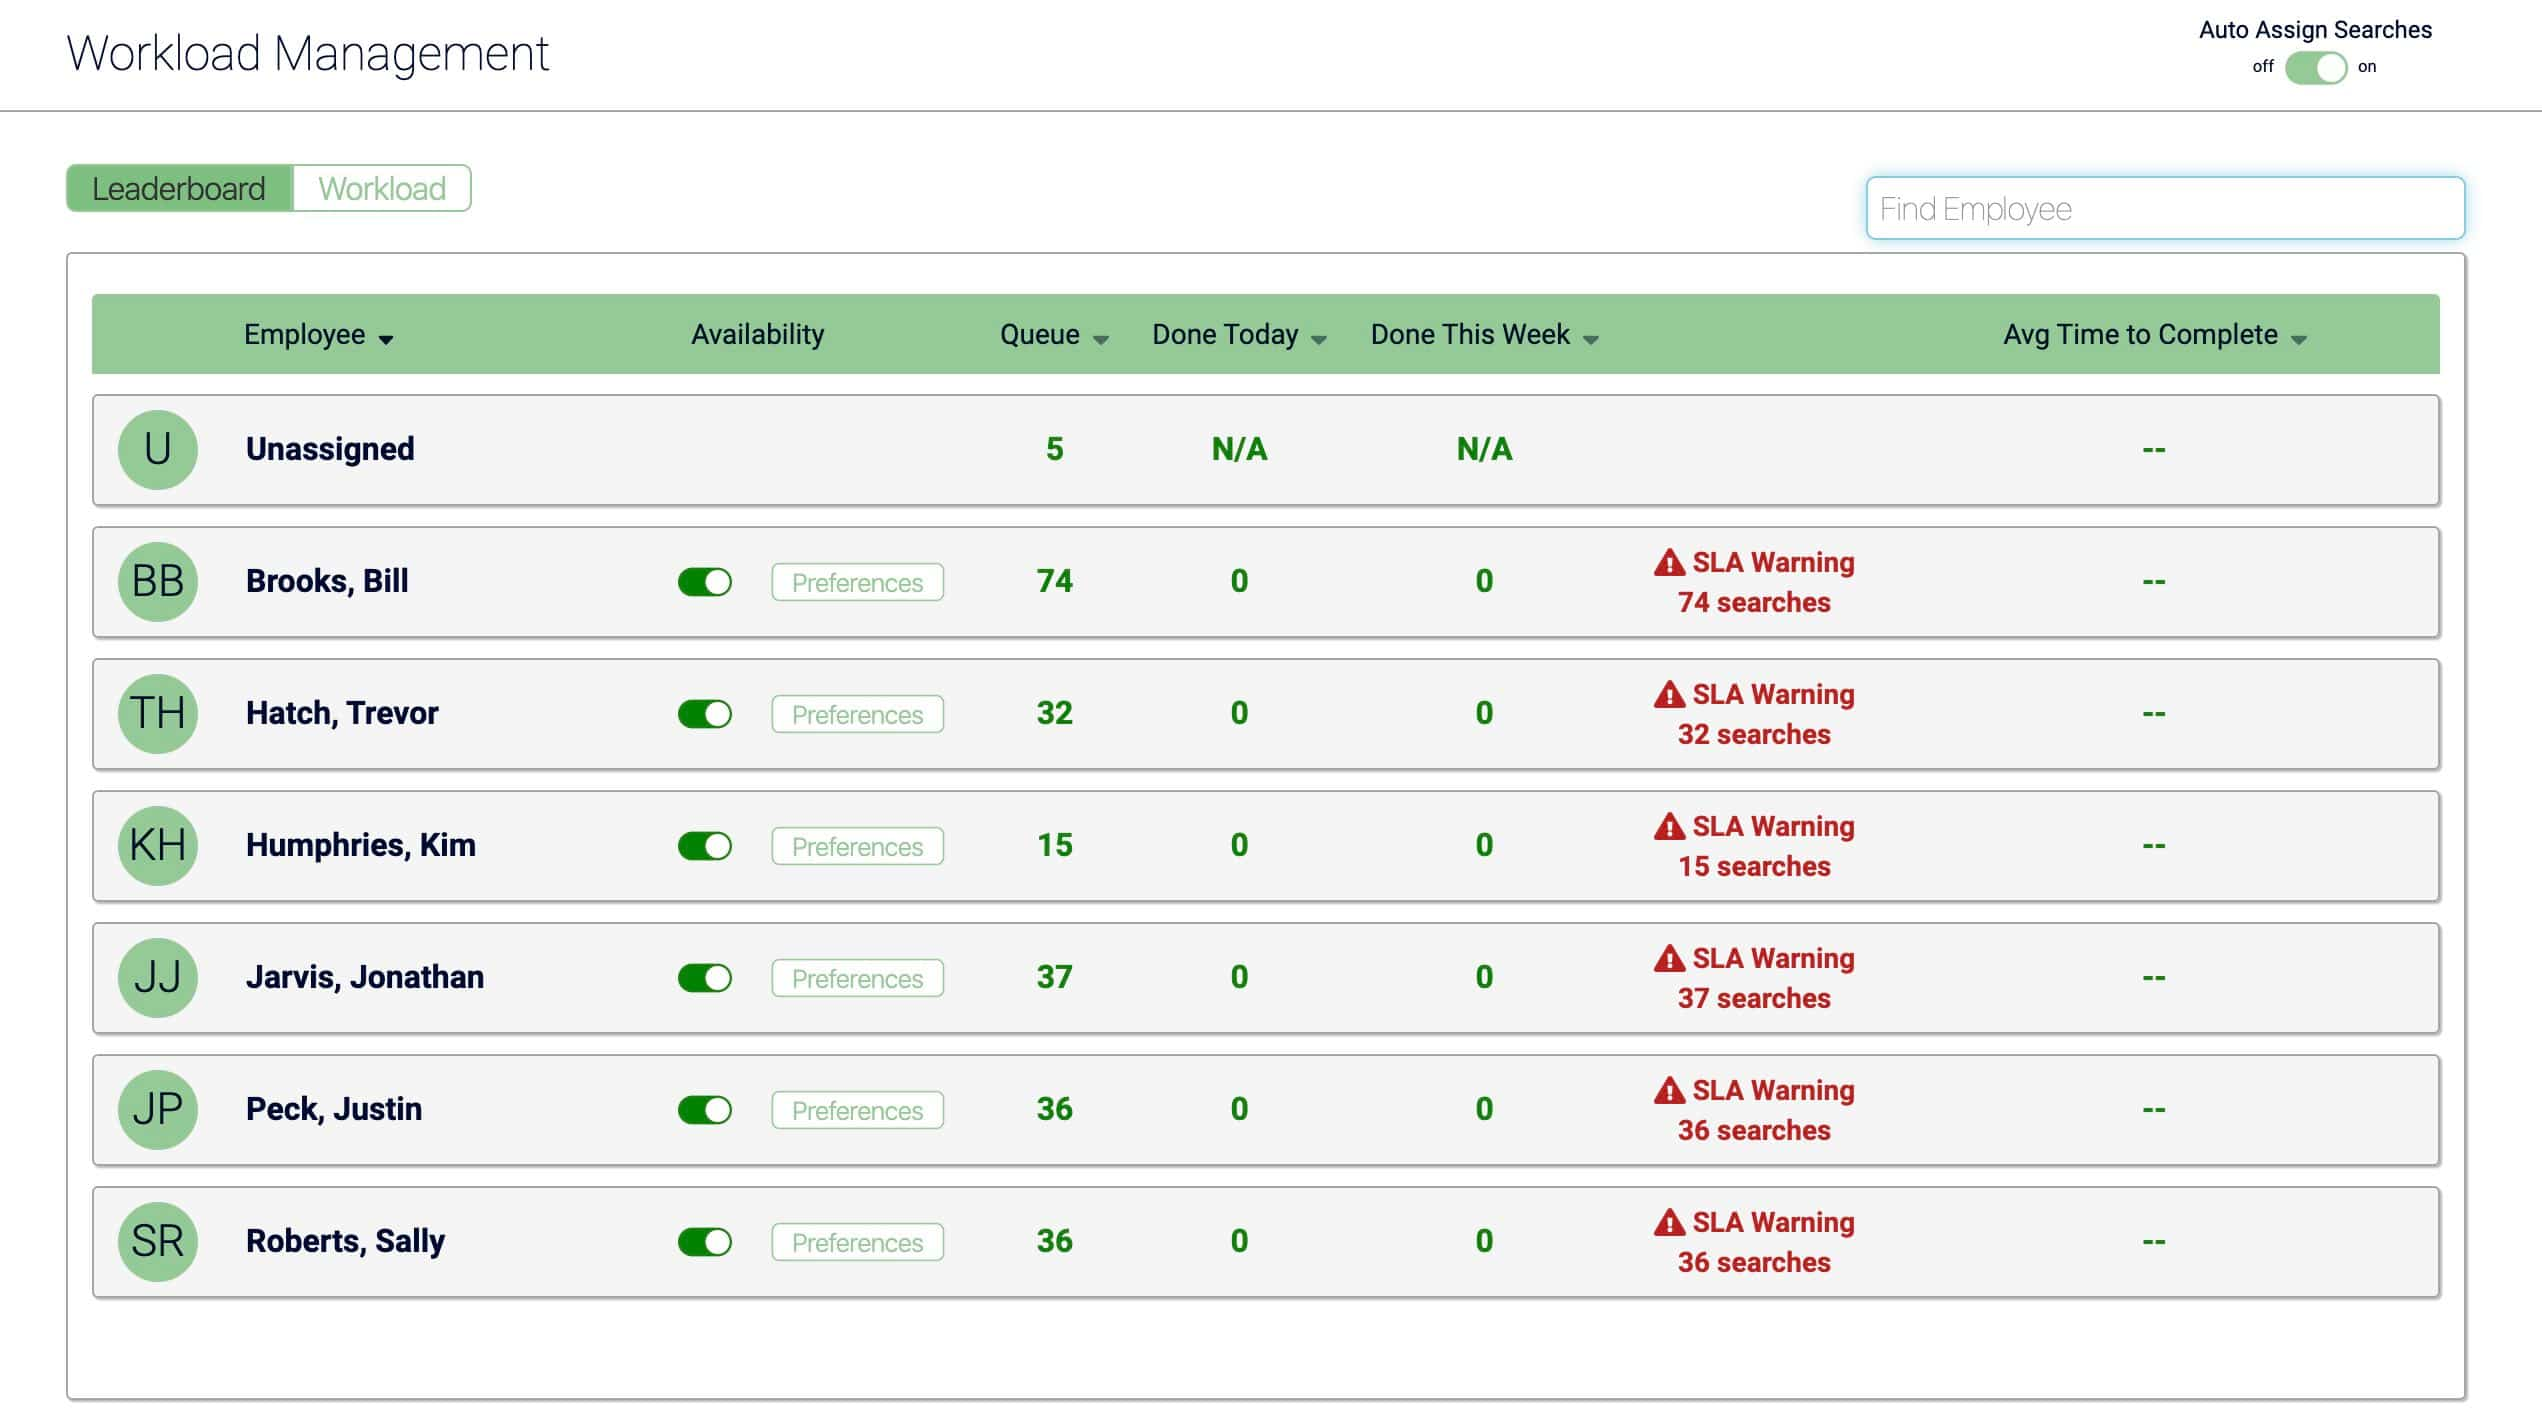 Workload Management
Auto Assign Searches
off on
Leaderboard Workload
Find Employee
Employee Availability Queue Done Today Done This Week Avg Time to Complete
U Unassigned 5 N/A N/A --
BB Brooks, Bill Preferences 74 0 0 SLA Warning --
74 searches
TH Hatch, Trevor Preferences 32 0 0 SLA Warning --
32 searches
KH Humphries, Kim Preferences 15 0 0 SLA Warning --
15 searches
JJ Jarvis, Jonathan Preferences 37 0 0 SLA Warning --
37 searches
JP Peck, Justin Preferences 36 0 0 SLA Warning --
36 searches
SR Roberts, Sally Preferences 36 0 0 SLA Warning --
36 searches